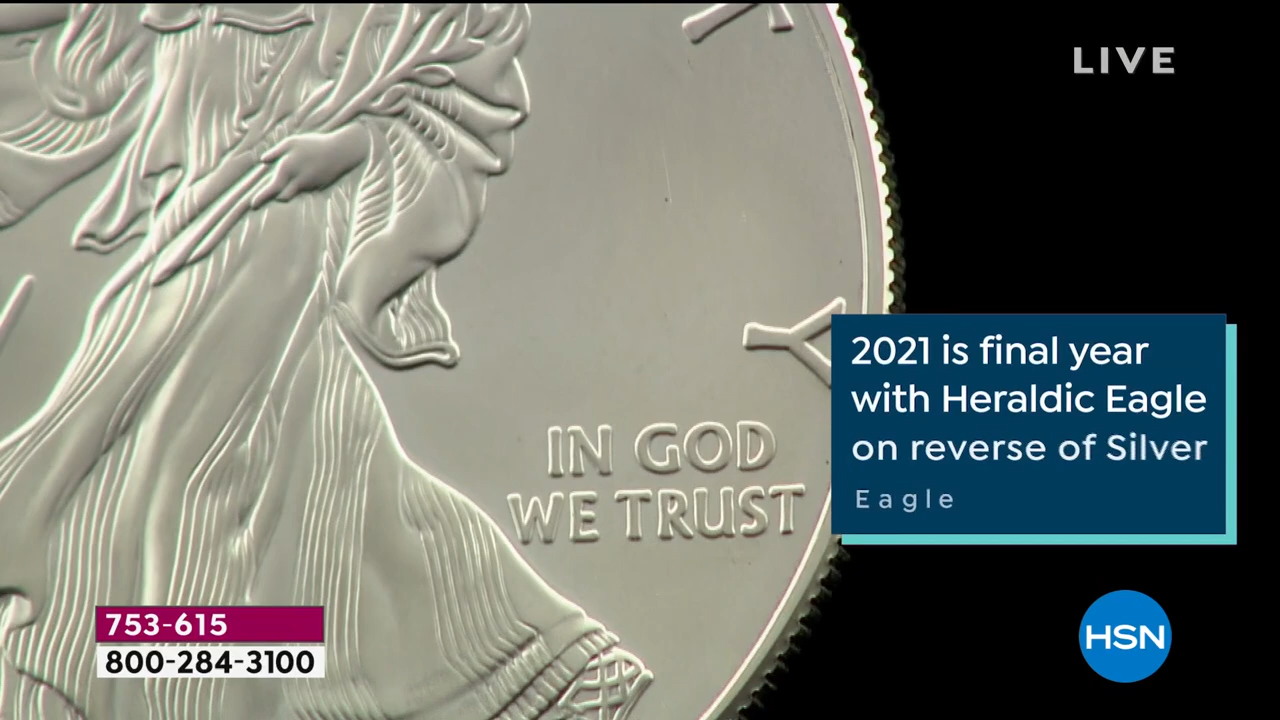 LIVE
Y
2021 is final year
with Heraldic Eagle
on reverse of Silver
Eagle
IN GOD
WE TRUST
753-615
800-284-3100
HSN